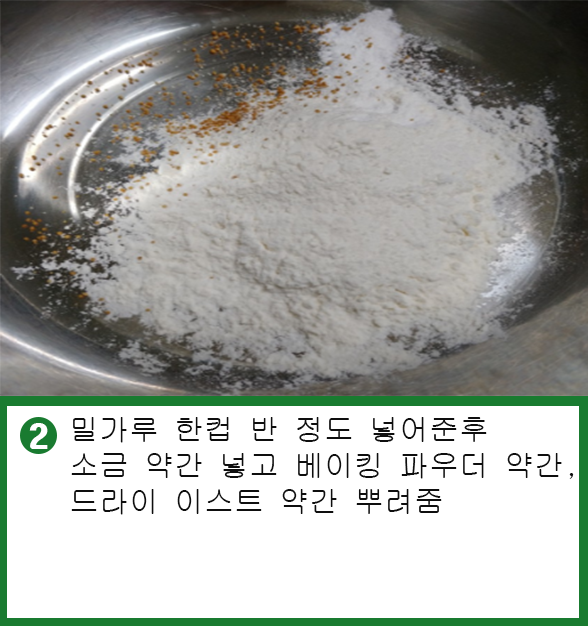 2 밀가루 한컵 반 정도 넣어준후
소금 약간 넣고 베이킹 파우더 약간,
드라이 이스트 약간 뿌려줌